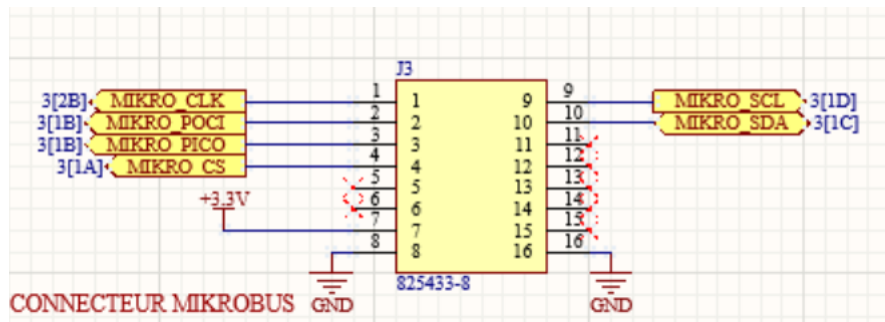 J3
3[2B] MIKRO_CLK 1 1 9 9 MIKRO_SCL 3[1D]
3[1B] MIKRO_POCI 2 2 10 10 MIKRO_SDA 3[1C]
3[1B] MIKRO_PICO 3 3 11 11
3[1A] MIKRO_CS 4 4 12 12
5 5 13 13
+3.3V 6 6 14 14
7 7 15 15
8 8 16 16
825433-8
CONNECTEUR MIKROBUS GND GND